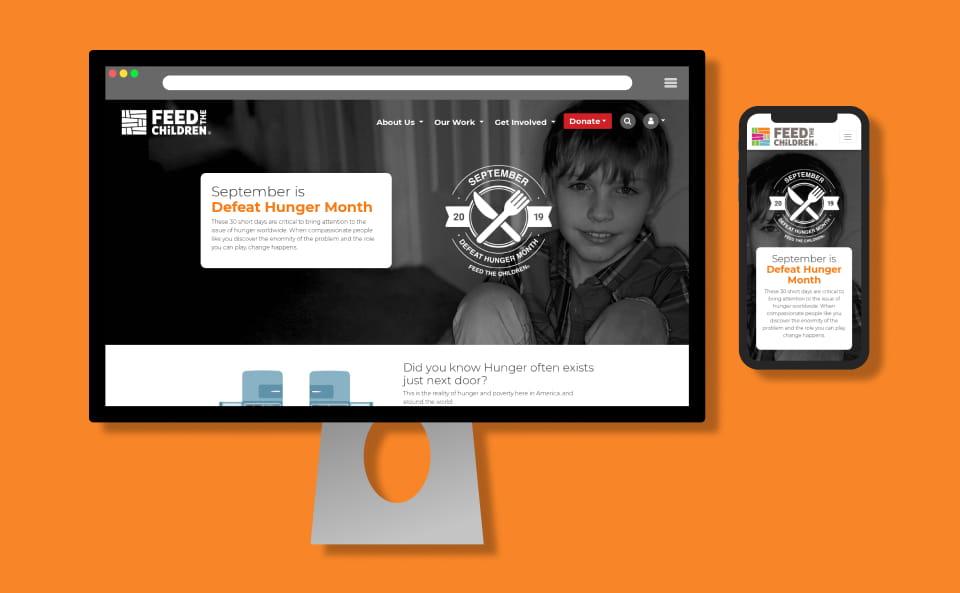 FEED THE CHiLDREN®
About Us
Our Work
Get Involved
Donate
September is
Defeat Hunger Month
These 30 short days are critical to bring attention to the
issue of hunger worldwide. When compassionate people
like you discover the enormity of the problem and the role
you can play, change happens.
SEPTEMBER
20 19
DEFEAT HUNGER MONTH
FEED THE CHILDREN®
Did you know Hunger often exists
just next door?
This is the reality of hunger and poverty here in America and
around the world.
FEED THE CHiLDREN®
SEPTEMBER
20 19
DEFEAT HUNGER MONTH
FEED THE CHILDREN®
September is
Defeat Hunger
Month
These 30 short days are critical to
bring attention to the issue of
hunger worldwide. When
compassionate people like you
discover the enormity of the
problem and the role you can play,
change happens.